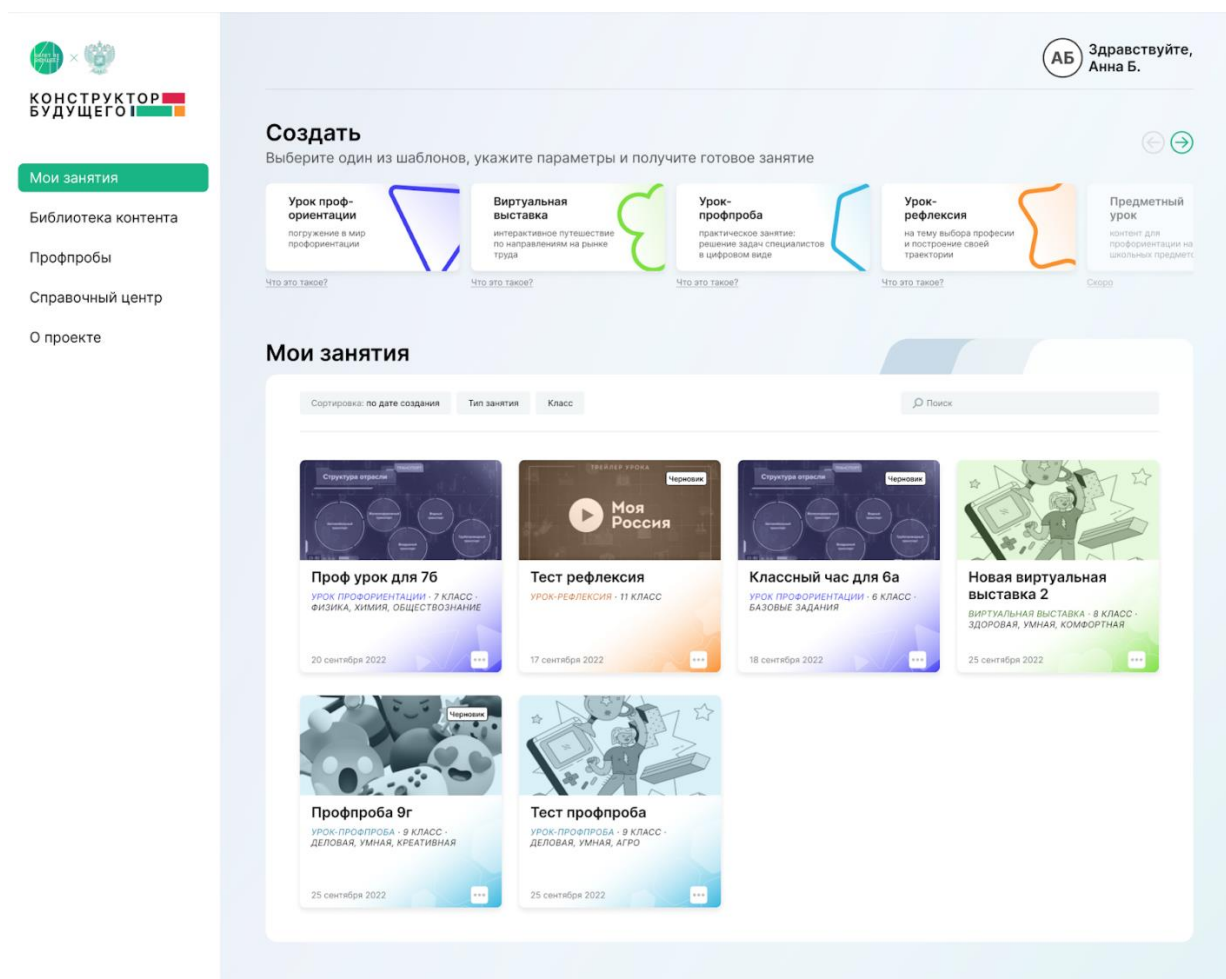 БИЛЕТ В БУДУЩЕЕ
КОНСТРУКТОР
БУДУЩЕГО
Мои занятия
Библиотека контента
Профпробы
Справочный центр
О проекте
АБ
Здравствуйте,
Анна Б.
Создать
Выберите один из шаблонов, укажите параметры и получите готовое занятие
Урок проф-
ориентации
погружение в мир
профориентации
Что это такое?
Виртуальная
выставка
интерактивное путешествие
по направлениям на рынке
труда
Что это такое?
Урок-
профпроба
практическое занятие:
решение задач специалистов
в цифровом виде
Что это такое?
Урок-
рефлексия
на тему выбора професии
и построение своей
траектории
Что это такое?
Предметный
урок
контент для
профориентации на
школьных предмето
Скоро
Мои занятия
Сортировка: по дате создания
Тип занятия
Класс
Поиск
Структура отрасли
Проф урок для 7б
УРОК ПРОФОРИЕНТАЦИИ · 7 КЛАСС ·
ФИЗИКА, ХИМИЯ, ОБЩЕСТВОЗНАНИЕ
20 сентября 2022
ТРЕЙЛЕР УРОКА
Черновик
Моя
Россия
Тест рефлексия
УРОК-РЕФЛЕКСИЯ · 11 КЛАСС
17 сентября 2022
Структура отрасли
Черновик
Классный час для 6а
УРОК ПРОФОРИЕНТАЦИИ · 6 КЛАСС ·
БАЗОВЫЕ ЗАДАНИЯ
18 сентября 2022
Новая виртуальная
выставка 2
ВИРТУАЛЬНАЯ ВЫСТАВКА · 8 КЛАСС ·
ЗДОРОВАЯ, УМНАЯ, КОМФОРТНАЯ
25 сентября 2022
Черновик
Профпроба 9г
УРОК-ПРОФПРОБА · 9 КЛАСС ·
ДЕЛОВАЯ, УМНАЯ, КРЕАТИВНАЯ
25 сентября 2022
Тест профпроба
УРОК-ПРОФПРОБА · 9 КЛАСС ·
ДЕЛОВАЯ, УМНАЯ, АГРО
25 сентября 2022